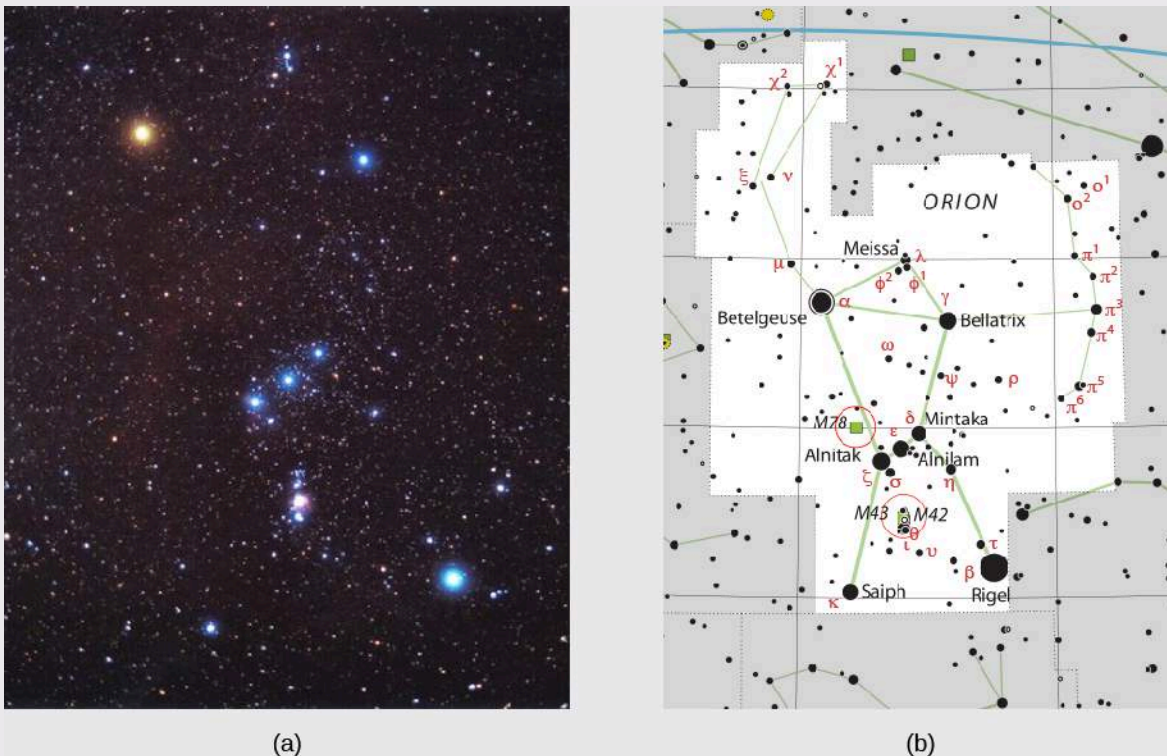 χ² χ¹
ξ ν
ο² ο¹
ORION
Meissa λ
π¹
μ
φ² φ¹
π²
Betelgeuse α γ
Bellatrix
π³
π⁴
ω
ψ ρ
π⁵
π⁶
M78
δ Mintaka
Alnitak ε Alnilam
ζ σ η
M43 M42
θ
ι υ τ
β
κ Saiph Rigel
(a) (b)